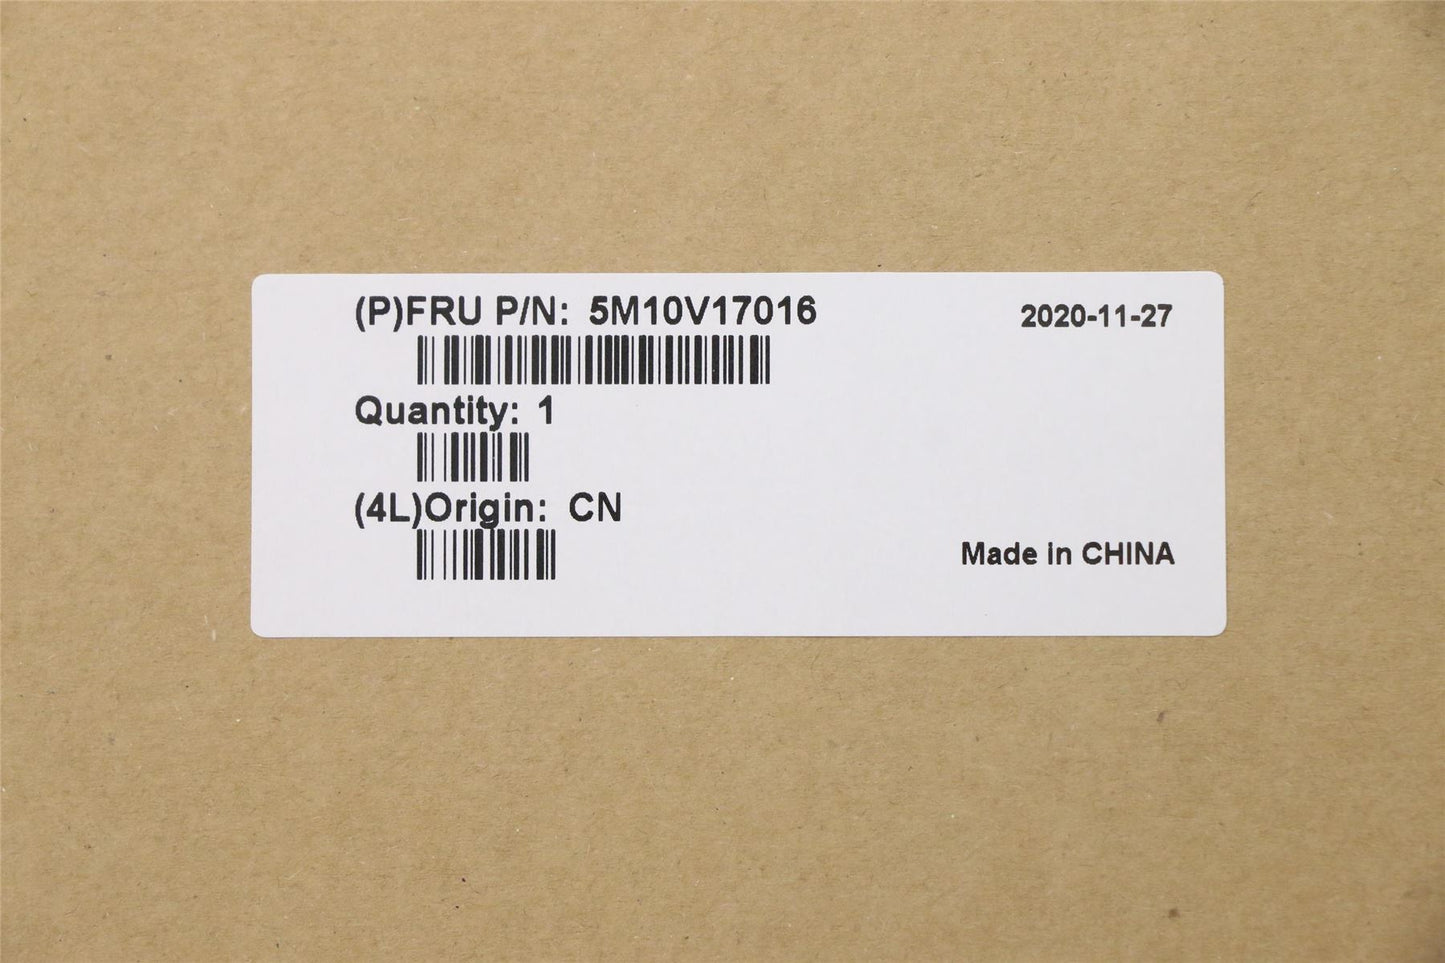 (P)FRU P/N: 5M10V17016
2020-11-27
Quantity: 1
(4L)Origin: CN
Made in CHINA